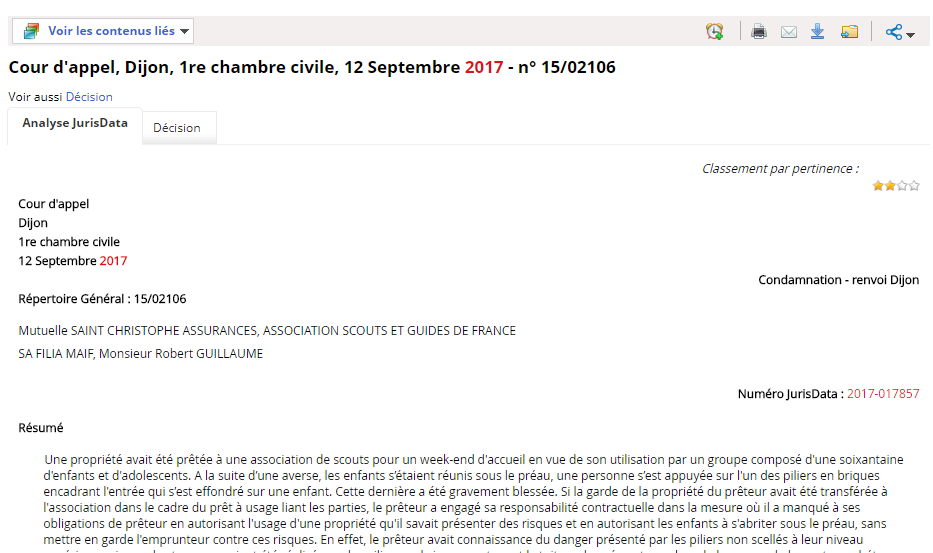 Voir les contenus liés
Cour d'appel, Dijon, 1re chambre civile, 12 Septembre 2017 - n° 15/02106
Voir aussi Décision
Analyse JurisData
Décision
Classement par pertinence :
Cour d'appel
Dijon
1re chambre civile
12 Septembre 2017
Condamnation - renvoi Dijon
Répertoire Général : 15/02106
Mutuelle SAINT CHRISTOPHE ASSURANCES, ASSOCIATION SCOUTS ET GUIDES DE FRANCE
SA FILIA MAIF, Monsieur Robert GUILLAUME
Numéro JurisData : 2017-017857
Résumé
Une propriété avait été prêtée à une association de scouts pour un week-end d'accueil en vue de son utilisation par un groupe composé d'une soixantaine
d'enfants et d'adolescents. A la suite d'une averse, les enfants s'étaient réunis sous le préau, une personne s'est appuyée sur l'un des piliers en briques
encadrant l'entrée qui s'est effondré sur une enfant. Cette dernière a été gravement blessée. Si la garde de la propriété du prêteur avait été transférée à
l'association dans le cadre du prêt à usage liant les parties, le prêteur a engagé sa responsabilité contractuelle dans la mesure où il a manqué à ses
obligations de prêteur en autorisant l'usage d'une propriété qu'il savait présenter des risques et en autorisant les enfants à s'abriter sous le préau, sans
mettre en garde l'emprunteur contre ces risques. En effet, le prêteur avait connaissance du danger présenté par les piliers non scellés à leur niveau